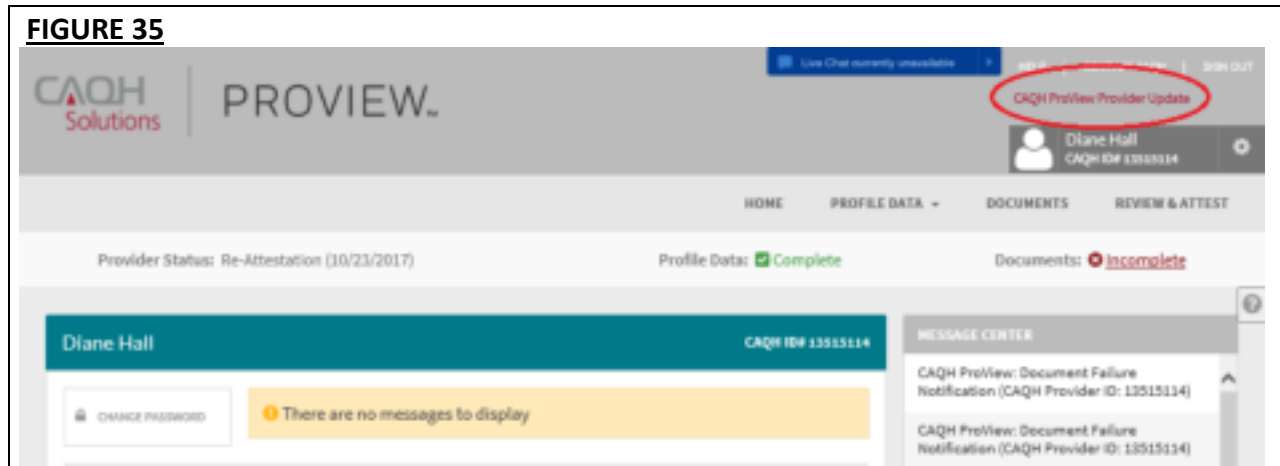 FIGURE 35
CAQH
Solutions
PROVIEW™
Live Chat currently unavailable
SIGN OUT
CAQH ProView Provider Update
Diane Hall
CAQH ID# 13515114
HOME PROFILE DATA DOCUMENTS REVIEW & ATTEST
Provider Status: Re-Attestation (10/23/2017) Profile Data: Complete Documents: Incomplete
Diane Hall CAQH ID# 13515114
CHANGE PASSWORD
There are no messages to display
MESSAGE CENTER
CAQH ProView: Document Failure
Notification (CAQH Provider ID: 13515114)
CAQH ProView: Document Failure
Notification (CAQH Provider ID: 13515114)